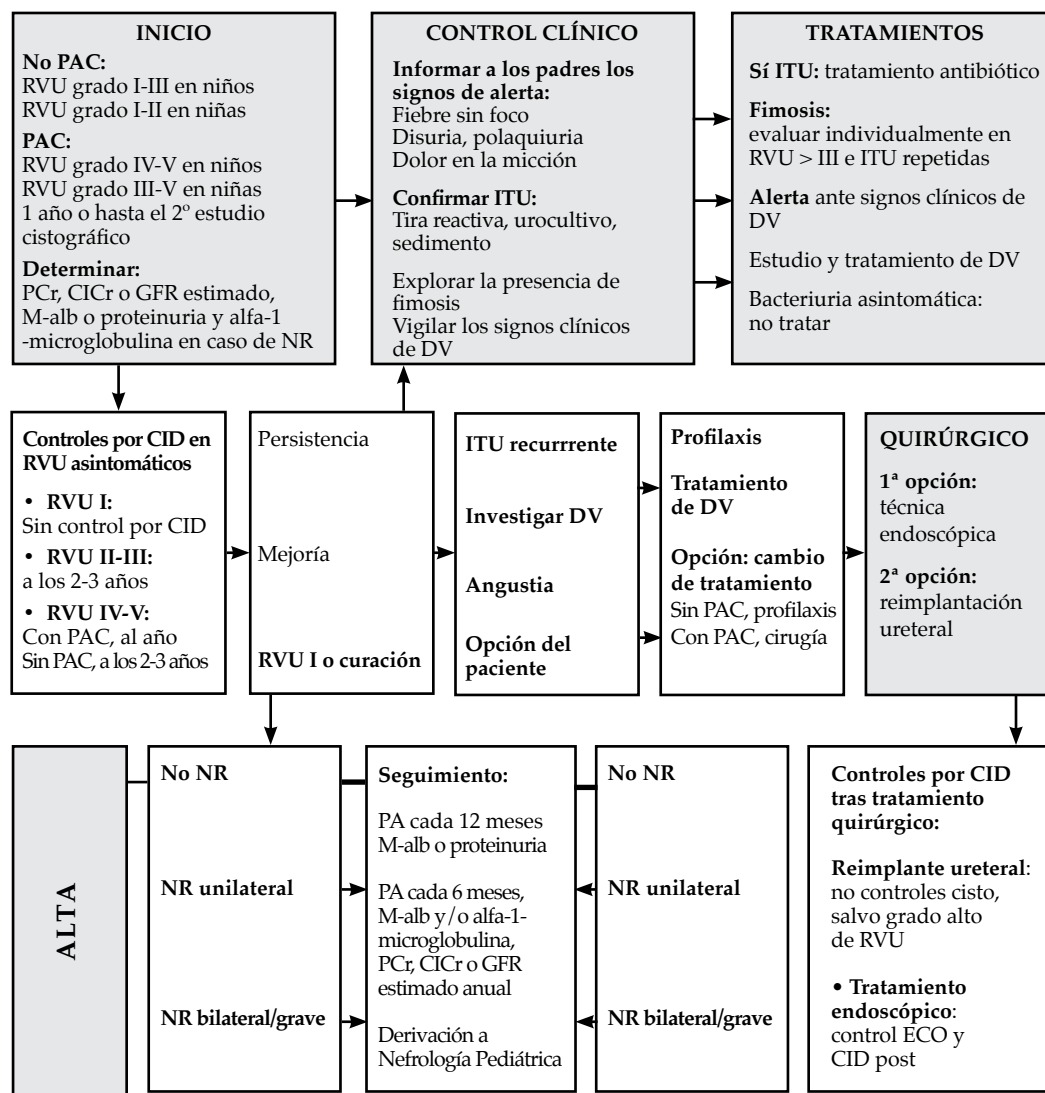 INICIO
No PAC:
RVU grado I-III en niños
RVU grado I-II en niñas
PAC:
RVU grado IV-V en niños
RVU grado III-V en niñas
1 año o hasta el 2º estudio
cistográfico
Determinar:
PCr, CICr o GFR estimado,
M-alb o proteinuria y alfa-1
-microglobulina en caso de NR
CONTROL CLÍNICO
Informar a los padres los
signos de alerta:
Fiebre sin foco
Disuria, polaquiuria
Dolor en la micción
Confirmar ITU:
Tira reactiva, urocultivo,
sedimento
Explorar la presencia de
fimosis
Vigilar los signos clínicos
de DV
TRATAMIENTOS
Sí ITU: tratamiento antibiótico
Fimosis:
evaluar individualmente en
RVU > III e ITU repetidas
Alerta ante signos clínicos de
DV
Estudio y tratamiento de DV
Bacteriuria asintomática:
no tratar
Controles por CID en
RVU asintomáticos
• RVU I:
Sin control por CID
• RVU II-III:
a los 2-3 años
• RVU IV-V:
Con PAC, al año
Sin PAC, a los 2-3 años
Persistencia
Mejoría
RVU I o curación
ITU recurrrente
Investigar DV
Angustia
Opción del
paciente
Profilaxis
Tratamiento
de DV
Opción: cambio
de tratamiento
Sin PAC, profilaxis
Con PAC, cirugía
QUIRÚRGICO
1ª opción:
técnica
endoscópica
2ª opción:
reimplantación
ureteral
ALTA
No NR
NR unilateral
NR bilateral/grave
Seguimiento:
PA cada 12 meses
M-alb o proteinuria
PA cada 6 meses,
M-alb y/o alfa-1-
microglobulina,
PCr, CICr o GFR
estimado anual
Derivación a
Nefrología Pediátrica
No NR
NR unilateral
NR bilateral/grave
Controles por CID
tras tratamiento
quirúrgico:
Reimplante ureteral:
no controles cisto,
salvo grado alto
de RVU
• Tratamiento
endoscópico:
control ECO y
CID post